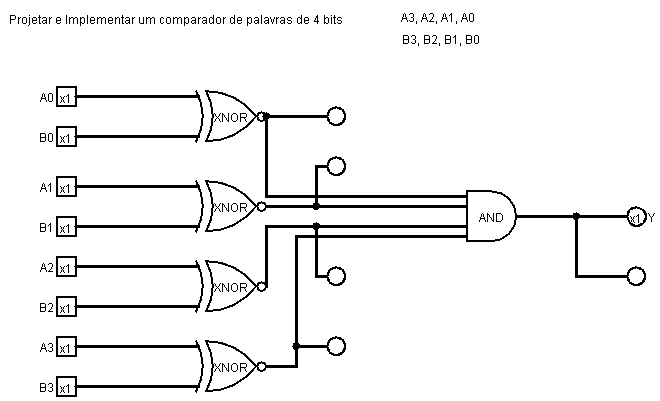 Projetar e Implementar um comparador de palavras de 4 bits
A3, A2, A1, A0
B3, B2, B1, B0
A0 x1
XNOR
B0 x1
A1 x1
XNOR
B1 x1
AND
x1 Y
A2 x1
XNOR
B2 x1
A3 x1
XNOR
B3 x1